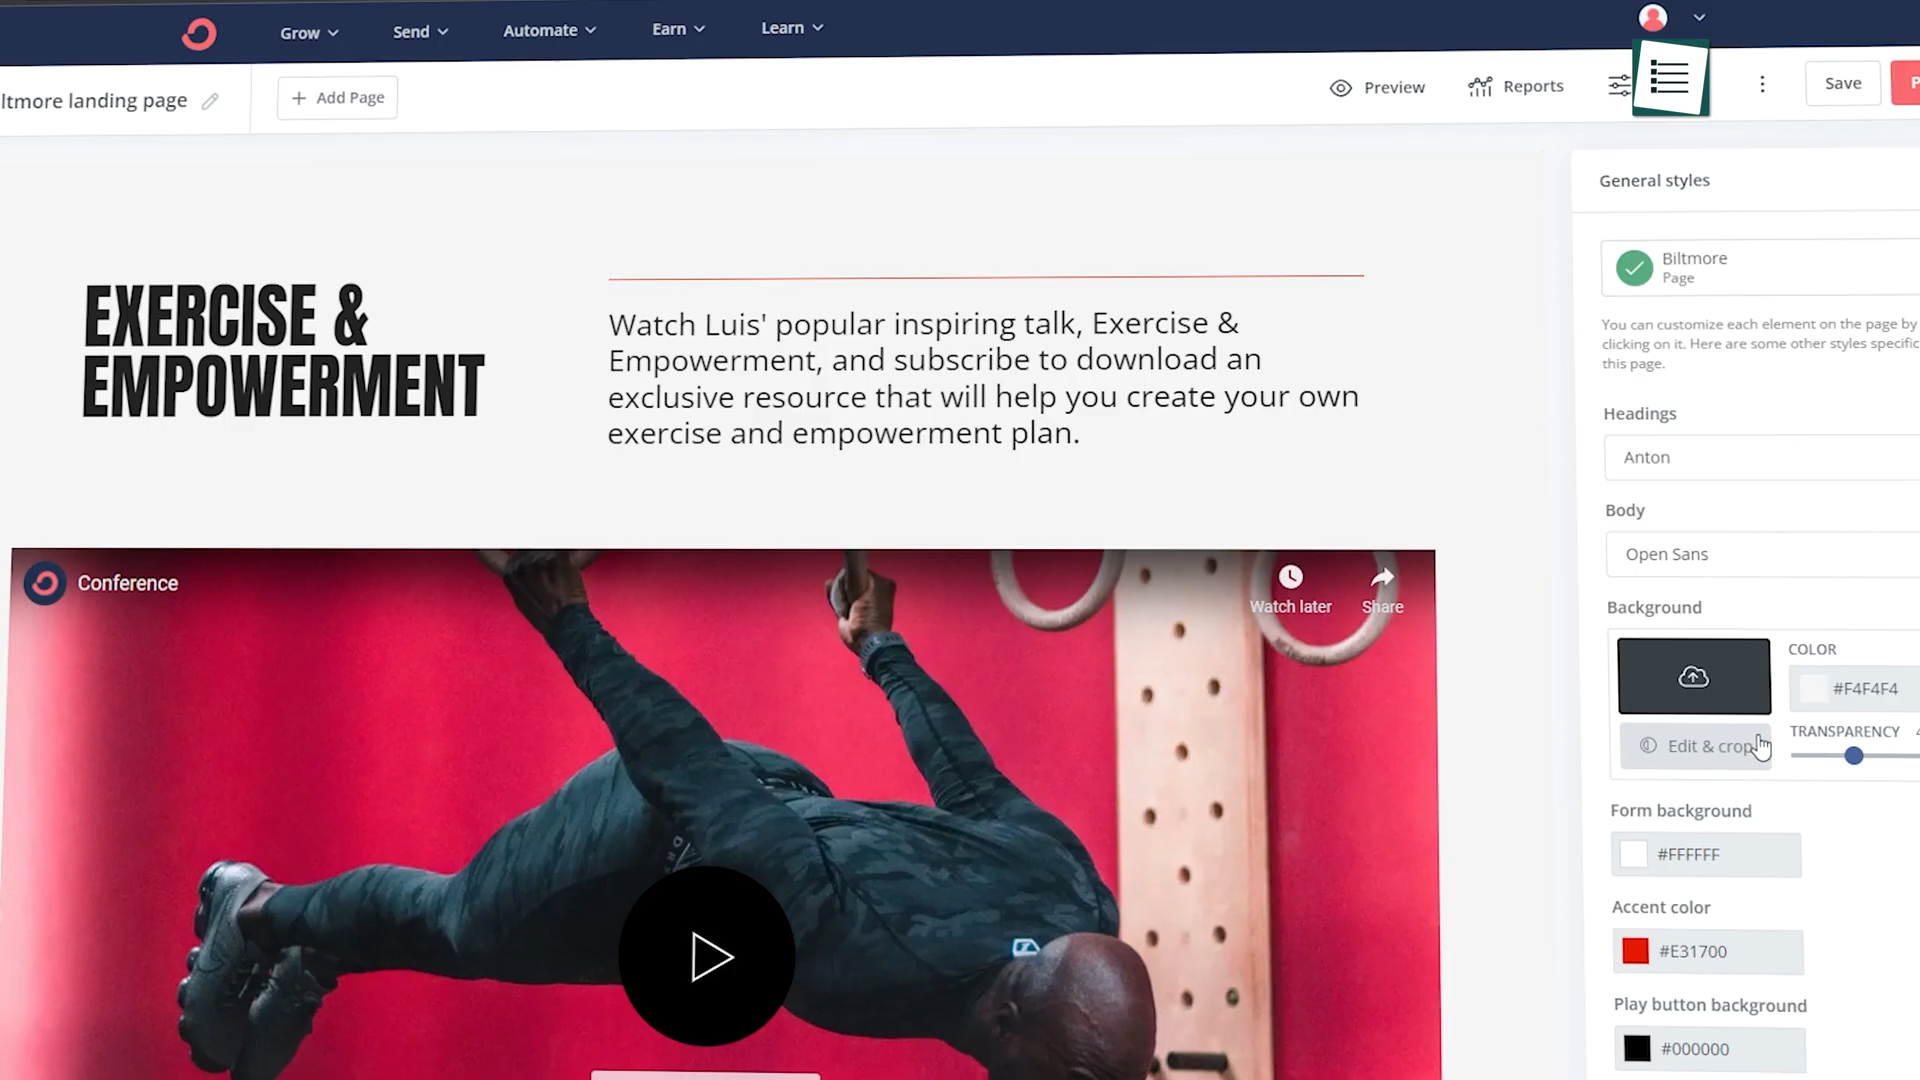 Grow
Send
Automate
Earn
Learn
ltmore landing page
+ Add Page
Preview
Reports
Save
P
General styles
Biltmore
Page
You can customize each element on the page by
clicking on it. Here are some other styles specific
this page.
EXERCISE &
EMPOWERMENT
Watch Luis' popular inspiring talk, Exercise &
Empowerment, and subscribe to download an
exclusive resource that will help you create your own
exercise and empowerment plan.
Headings
Anton
Body
Open Sans
Background
COLOR
#F4F4F4
Edit & crop
TRANSPARENCY 4
Form background
#FFFFFF
Accent color
#E31700
Play button background
#000000
Conference
Watch later
Share